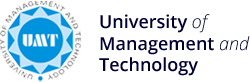 UNIVERSITY OF MANAGEMENT AND TECHNOLOGY
UMT
University of
Management and
Technology